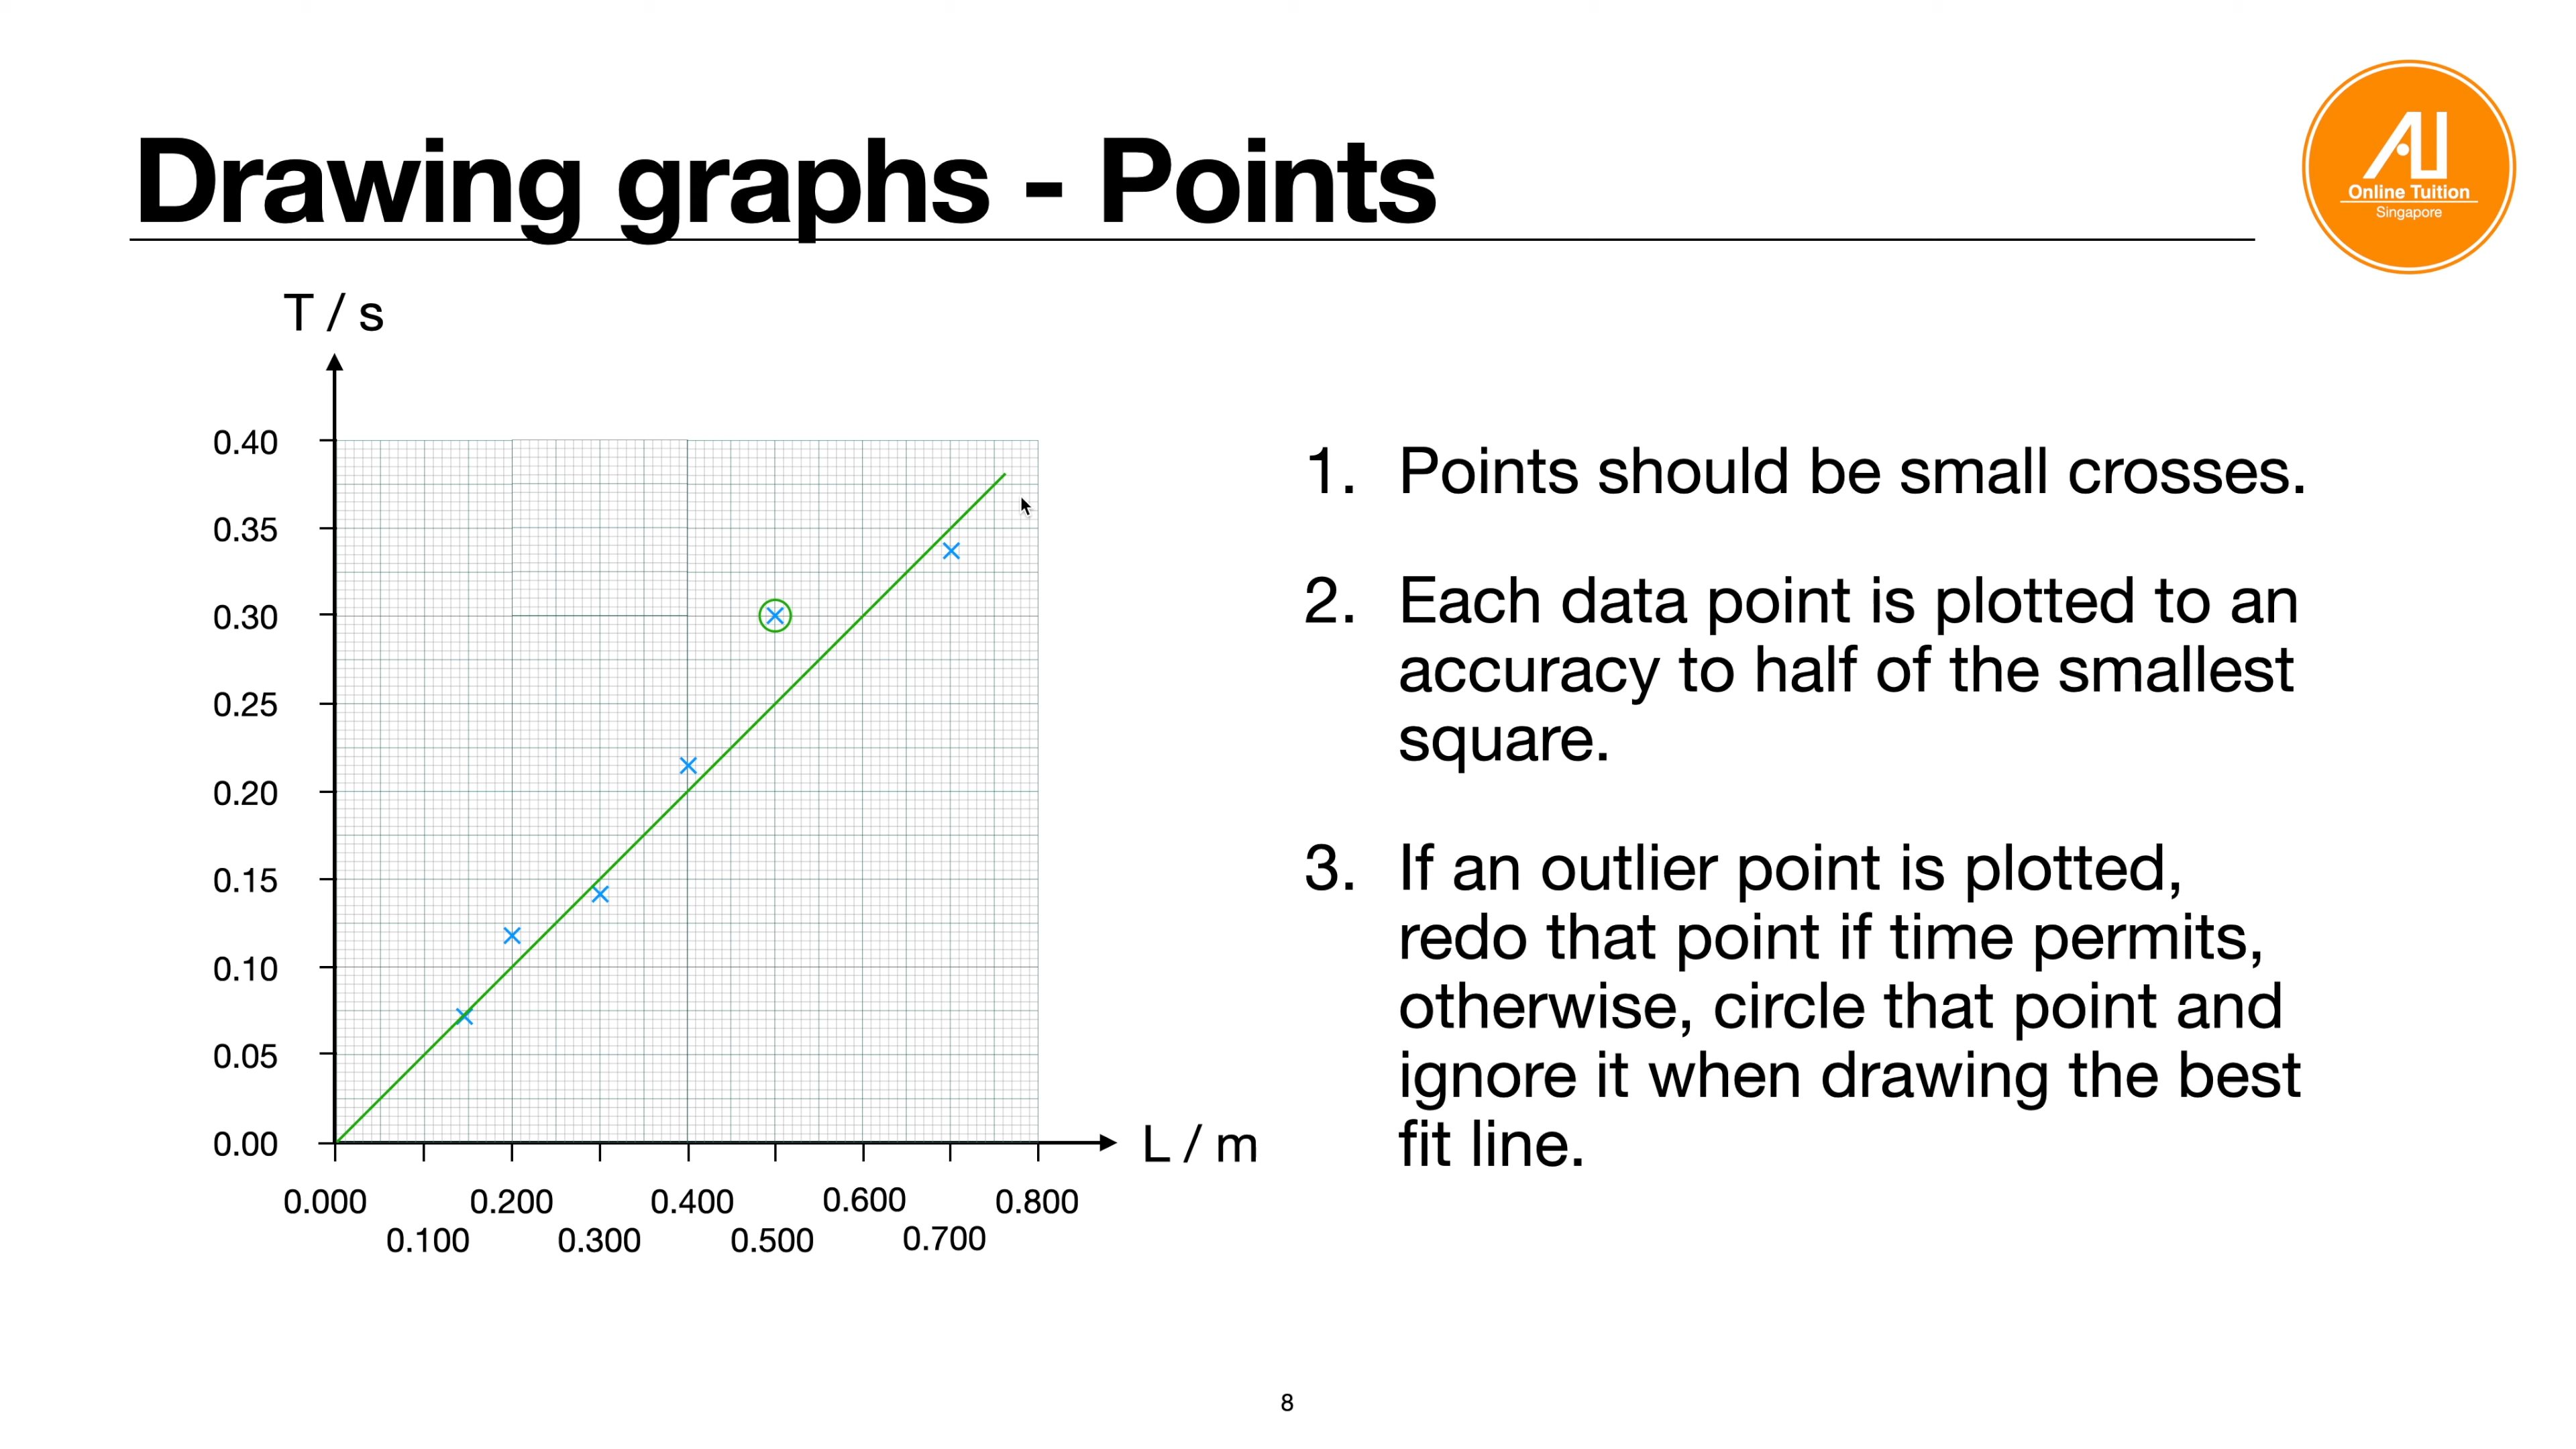 Drawing graphs - Points
AU
Online Tuition
Singapore
T / s
0.40
0.35
0.30
0.25
0.20
0.15
0.10
0.05
0.00
L / m
0.000 0.200 0.400 0.600 0.800
0.100 0.300 0.500 0.700
1. Points should be small crosses.
2. Each data point is plotted to an
accuracy to half of the smallest
square.
3. If an outlier point is plotted,
redo that point if time permits,
otherwise, circle that point and
ignore it when drawing the best
fit line.
8